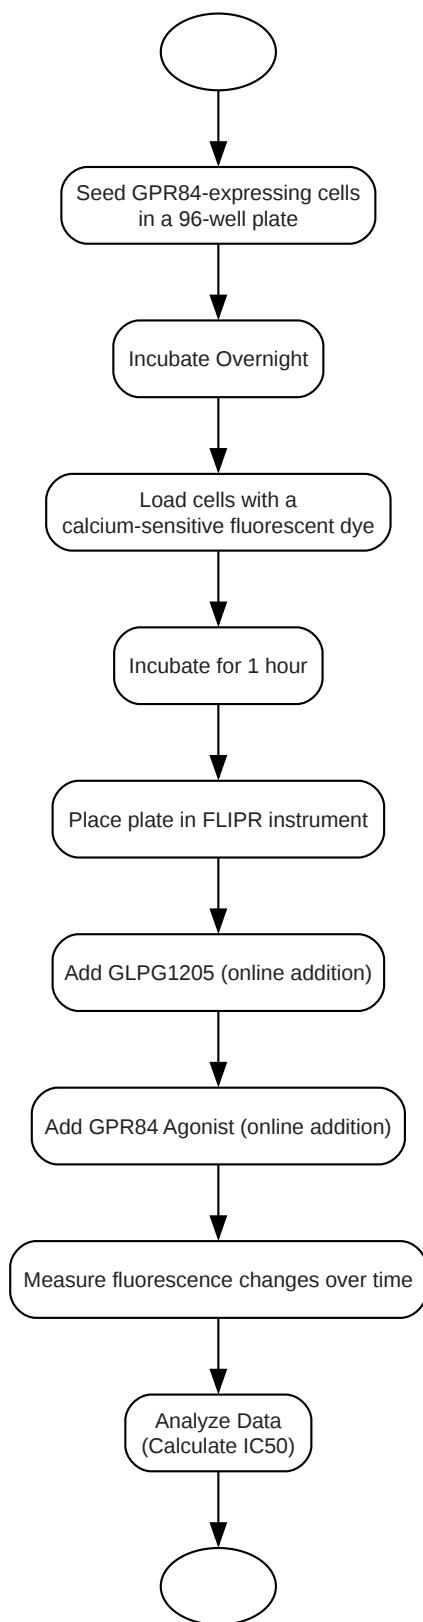 Seed GPR84-expressing cells
in a 96-well plate
Incubate Overnight
Load cells with a
calcium-sensitive fluorescent dye
Incubate for 1 hour
Place plate in FLIPR instrument
Add GLPG1205 (online addition)
Add GPR84 Agonist (online addition)
Measure fluorescence changes over time
Analyze Data
(Calculate IC50)